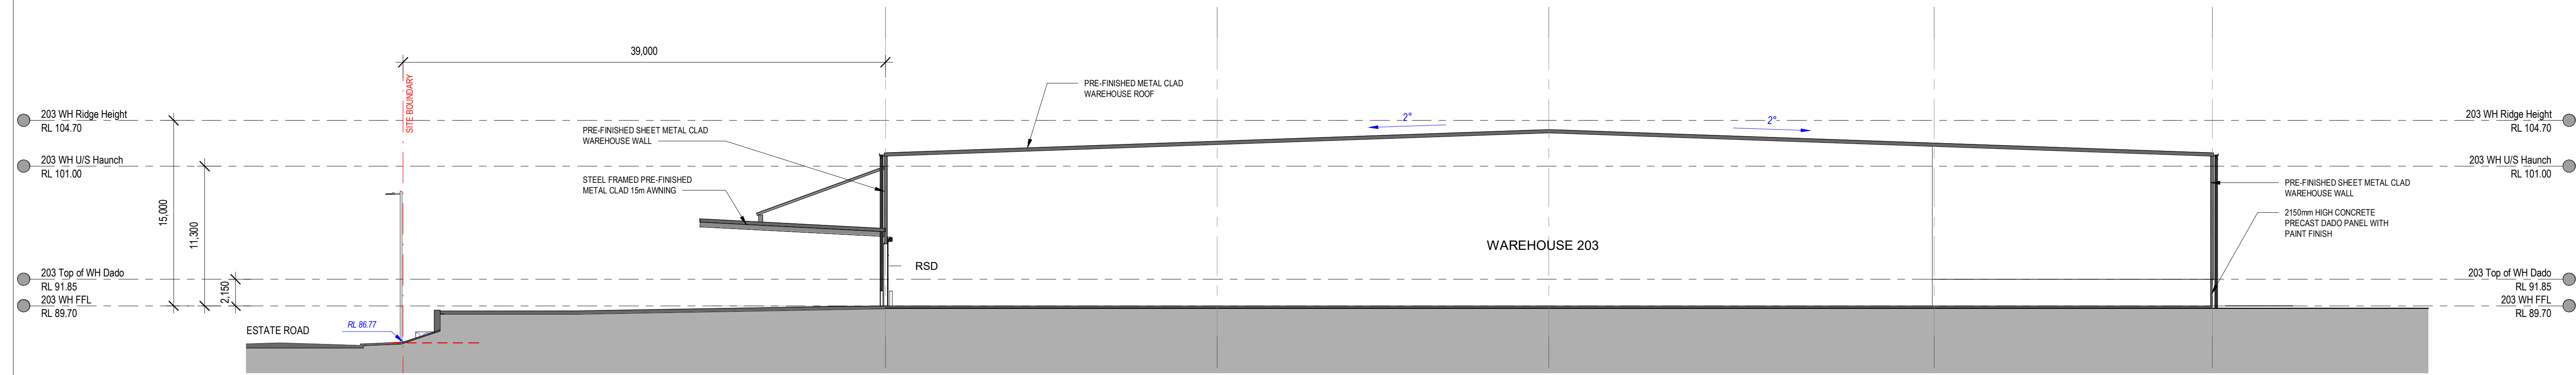 39,000
SITE BOUNDARY
203 WH Ridge Height
RL 104.70
203 WH U/S Haunch
RL 101.00
15,000
11,300
203 Top of WH Dado
RL 91.85
2,150
203 WH FFL
RL 89.70
ESTATE ROAD
RL 86.77
PRE-FINISHED SHEET METAL CLAD
WAREHOUSE WALL
STEEL FRAMED PRE-FINISHED
METAL CLAD 15m AWNING
RSD
PRE-FINISHED METAL CLAD
WAREHOUSE ROOF
2°
2°
WAREHOUSE 203
203 WH Ridge Height
RL 104.70
203 WH U/S Haunch
RL 101.00
PRE-FINISHED SHEET METAL CLAD
WAREHOUSE WALL
2150mm HIGH CONCRETE
PRECAST DADO PANEL WITH
PAINT FINISH
203 Top of WH Dado
RL 91.85
203 WH FFL
RL 89.70